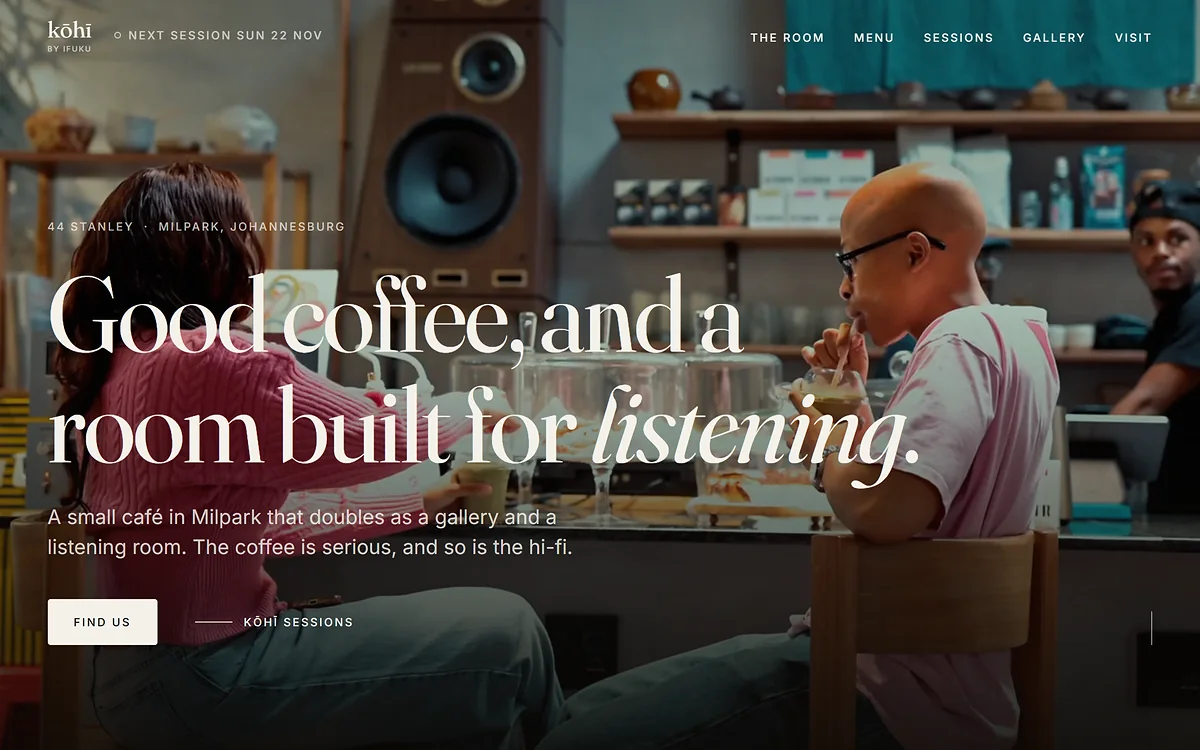 kōhī
BY IFUKU
NEXT SESSION SUN 22 NOV
THE ROOM
MENU
SESSIONS
GALLERY
VISIT
44 STANLEY · MILPARK, JOHANNESBURG
Good coffee, and a
room built for listening.
A small café in Milpark that doubles as a gallery and a
listening room. The coffee is serious, and so is the hi-fi.
FIND US
KŌHĪ SESSIONS